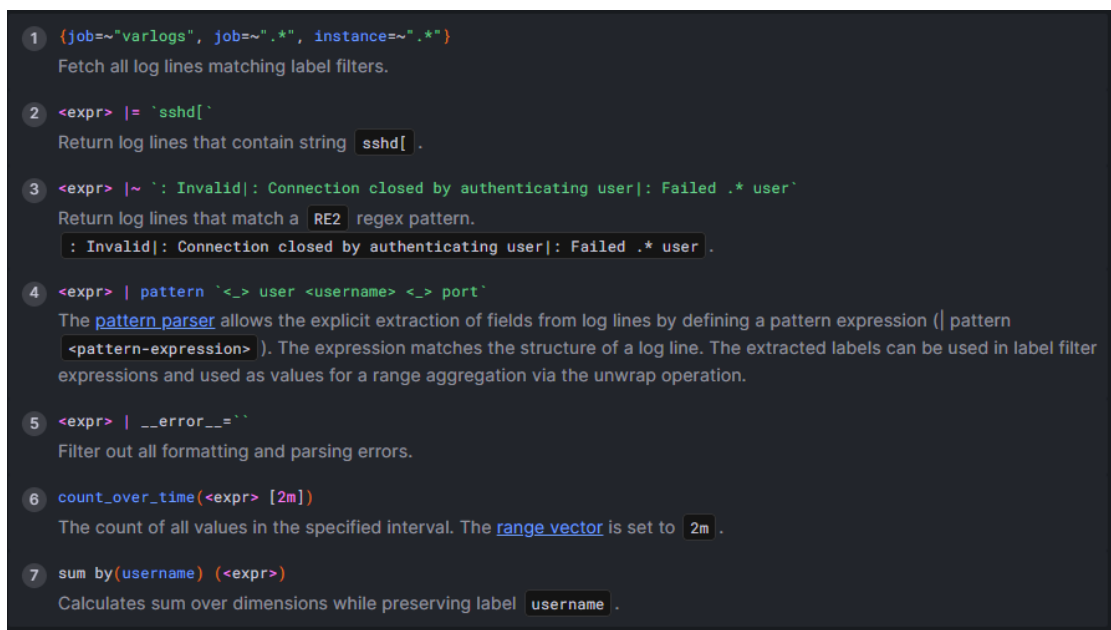 1 {job=~"varlogs", job=~".*", instance=~".*"}
Fetch all log lines matching label filters.
2 <expr> |= `sshd[`
Return log lines that contain string sshd[ .
3 <expr> |~ `: Invalid|: Connection closed by authenticating user|: Failed .* user`
Return log lines that match a RE2 regex pattern.
: Invalid|: Connection closed by authenticating user|: Failed .* user .
4 <expr> | pattern `<_> user <username> <_> port`
The pattern parser allows the explicit extraction of fields from log lines by defining a pattern expression (| pattern
<pattern-expression> ). The expression matches the structure of a log line. The extracted labels can be used in label filter
expressions and used as values for a range aggregation via the unwrap operation.
5 <expr> | __error__=``
Filter out all formatting and parsing errors.
6 count_over_time(<expr> [2m])
The count of all values in the specified interval. The range vector is set to 2m .
7 sum by(username) (<expr>)
Calculates sum over dimensions while preserving label username .